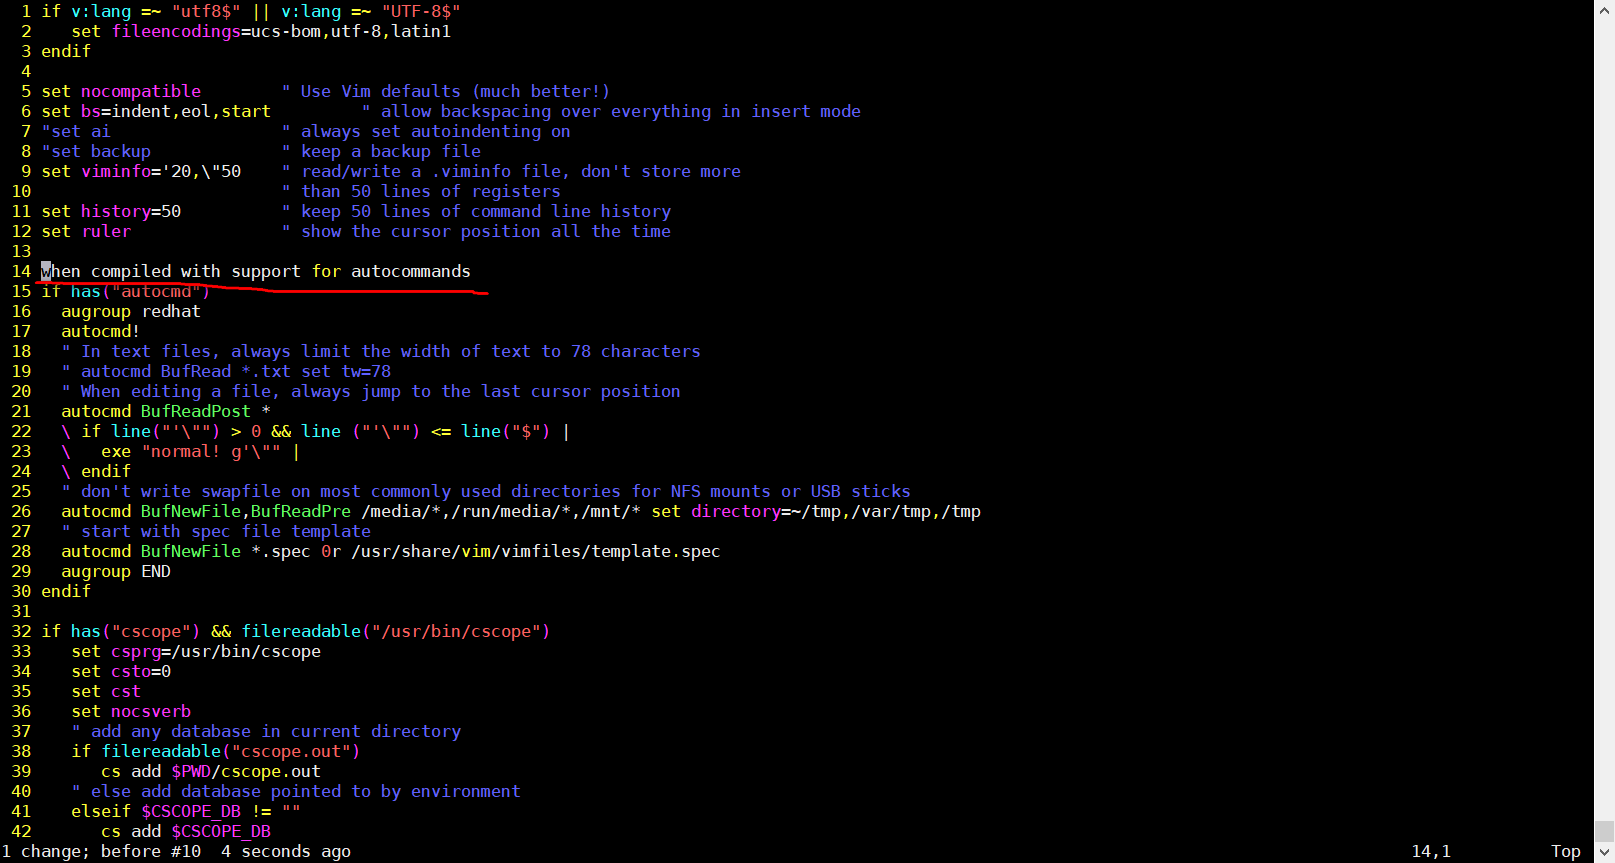 1 if v:lang =~ "utf8$" || v:lang =~ "UTF-8$"
2    set fileencodings=ucs-bom,utf-8,latin1
3 endif
4
5 set nocompatible        " Use Vim defaults (much better!)
6 set bs=indent,eol,start         " allow backspacing over everything in insert mode
7 "set ai                 " always set autoindenting on
8 "set backup             " keep a backup file
9 set viminfo='20,\"50    " read/write a .viminfo file, don't store more
10                         " than 50 lines of registers
11 set history=50          " keep 50 lines of command line history
12 set ruler               " show the cursor position all the time
13
14 when compiled with support for autocommands
15 if has("autocmd")
16   augroup redhat
17   autocmd!
18   " In text files, always limit the width of text to 78 characters
19   " autocmd BufRead *.txt set tw=78
20   " When editing a file, always jump to the last cursor position
21   autocmd BufReadPost *
22   \ if line("'\"") > 0 && line ("'\"") <= line("$") |
23   \   exe "normal! g'\"" |
24   \ endif
25   " don't write swapfile on most commonly used directories for NFS mounts or USB sticks
26   autocmd BufNewFile,BufReadPre /media/*,/run/media/*,/mnt/* set directory=~/tmp,/var/tmp,/tmp
27   " start with spec file template
28   autocmd BufNewFile *.spec 0r /usr/share/vim/vimfiles/template.spec
29   augroup END
30 endif
31
32 if has("cscope") && filereadable("/usr/bin/cscope")
33    set csprg=/usr/bin/cscope
34    set csto=0
35    set cst
36    set nocsverb
37    " add any database in current directory
38    if filereadable("cscope.out")
39       cs add $PWD/cscope.out
40    " else add database pointed to by environment
41    elseif $CSCOPE_DB != ""
42       cs add $CSCOPE_DB
1 change; before #10  4 seconds ago 14,1 Top